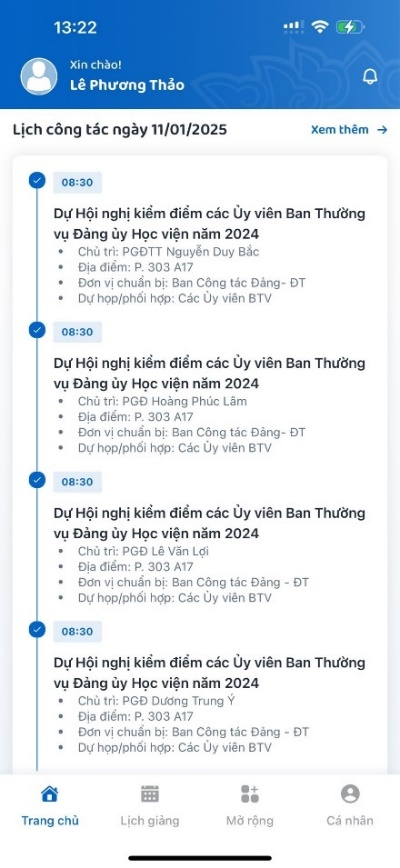 13:22
Xin chào!
Lê Phương Thảo
Lịch công tác ngày 11/01/2025
Xem thêm →
08:30
Dự Hội nghị kiểm điểm các Ủy viên Ban Thường
vụ Đảng ủy Học viện năm 2024
• Chủ trì: PGĐTT Nguyễn Duy Bắc
• Địa điểm: P. 303 A17
• Đơn vị chuẩn bị: Ban Công tác Đảng- ĐT
• Dự họp/phối hợp: Các Ủy viên BTV
08:30
Dự Hội nghị kiểm điểm các Ủy viên Ban Thường
vụ Đảng ủy Học viện năm 2024
• Chủ trì: PGĐ Hoàng Phúc Lâm
• Địa điểm: P. 303 A17
• Đơn vị chuẩn bị: Ban Công tác Đảng- ĐT
• Dự họp/phối hợp: Các Ủy viên BTV
08:30
Dự Hội nghị kiểm điểm các Ủy viên Ban Thường
vụ Đảng ủy Học viện năm 2024
• Chủ trì: PGĐ Lê Văn Lợi
• Địa điểm: P. 303 A17
• Đơn vị chuẩn bị: Ban Công tác Đảng - ĐT
• Dự họp/phối hợp: Các Ủy viên BTV
08:30
Dự Hội nghị kiểm điểm các Ủy viên Ban Thường
vụ Đảng ủy Học viện năm 2024
• Chủ trì: PGĐ Dương Trung Ý
• Địa điểm: P. 303 A17
• Đơn vị chuẩn bị: Ban Công tác Đảng - ĐT
• Dự họp/phối hợp: Các Ủy viên BTV
Trang chủ
Lịch giảng
Mở rộng
Cá nhân